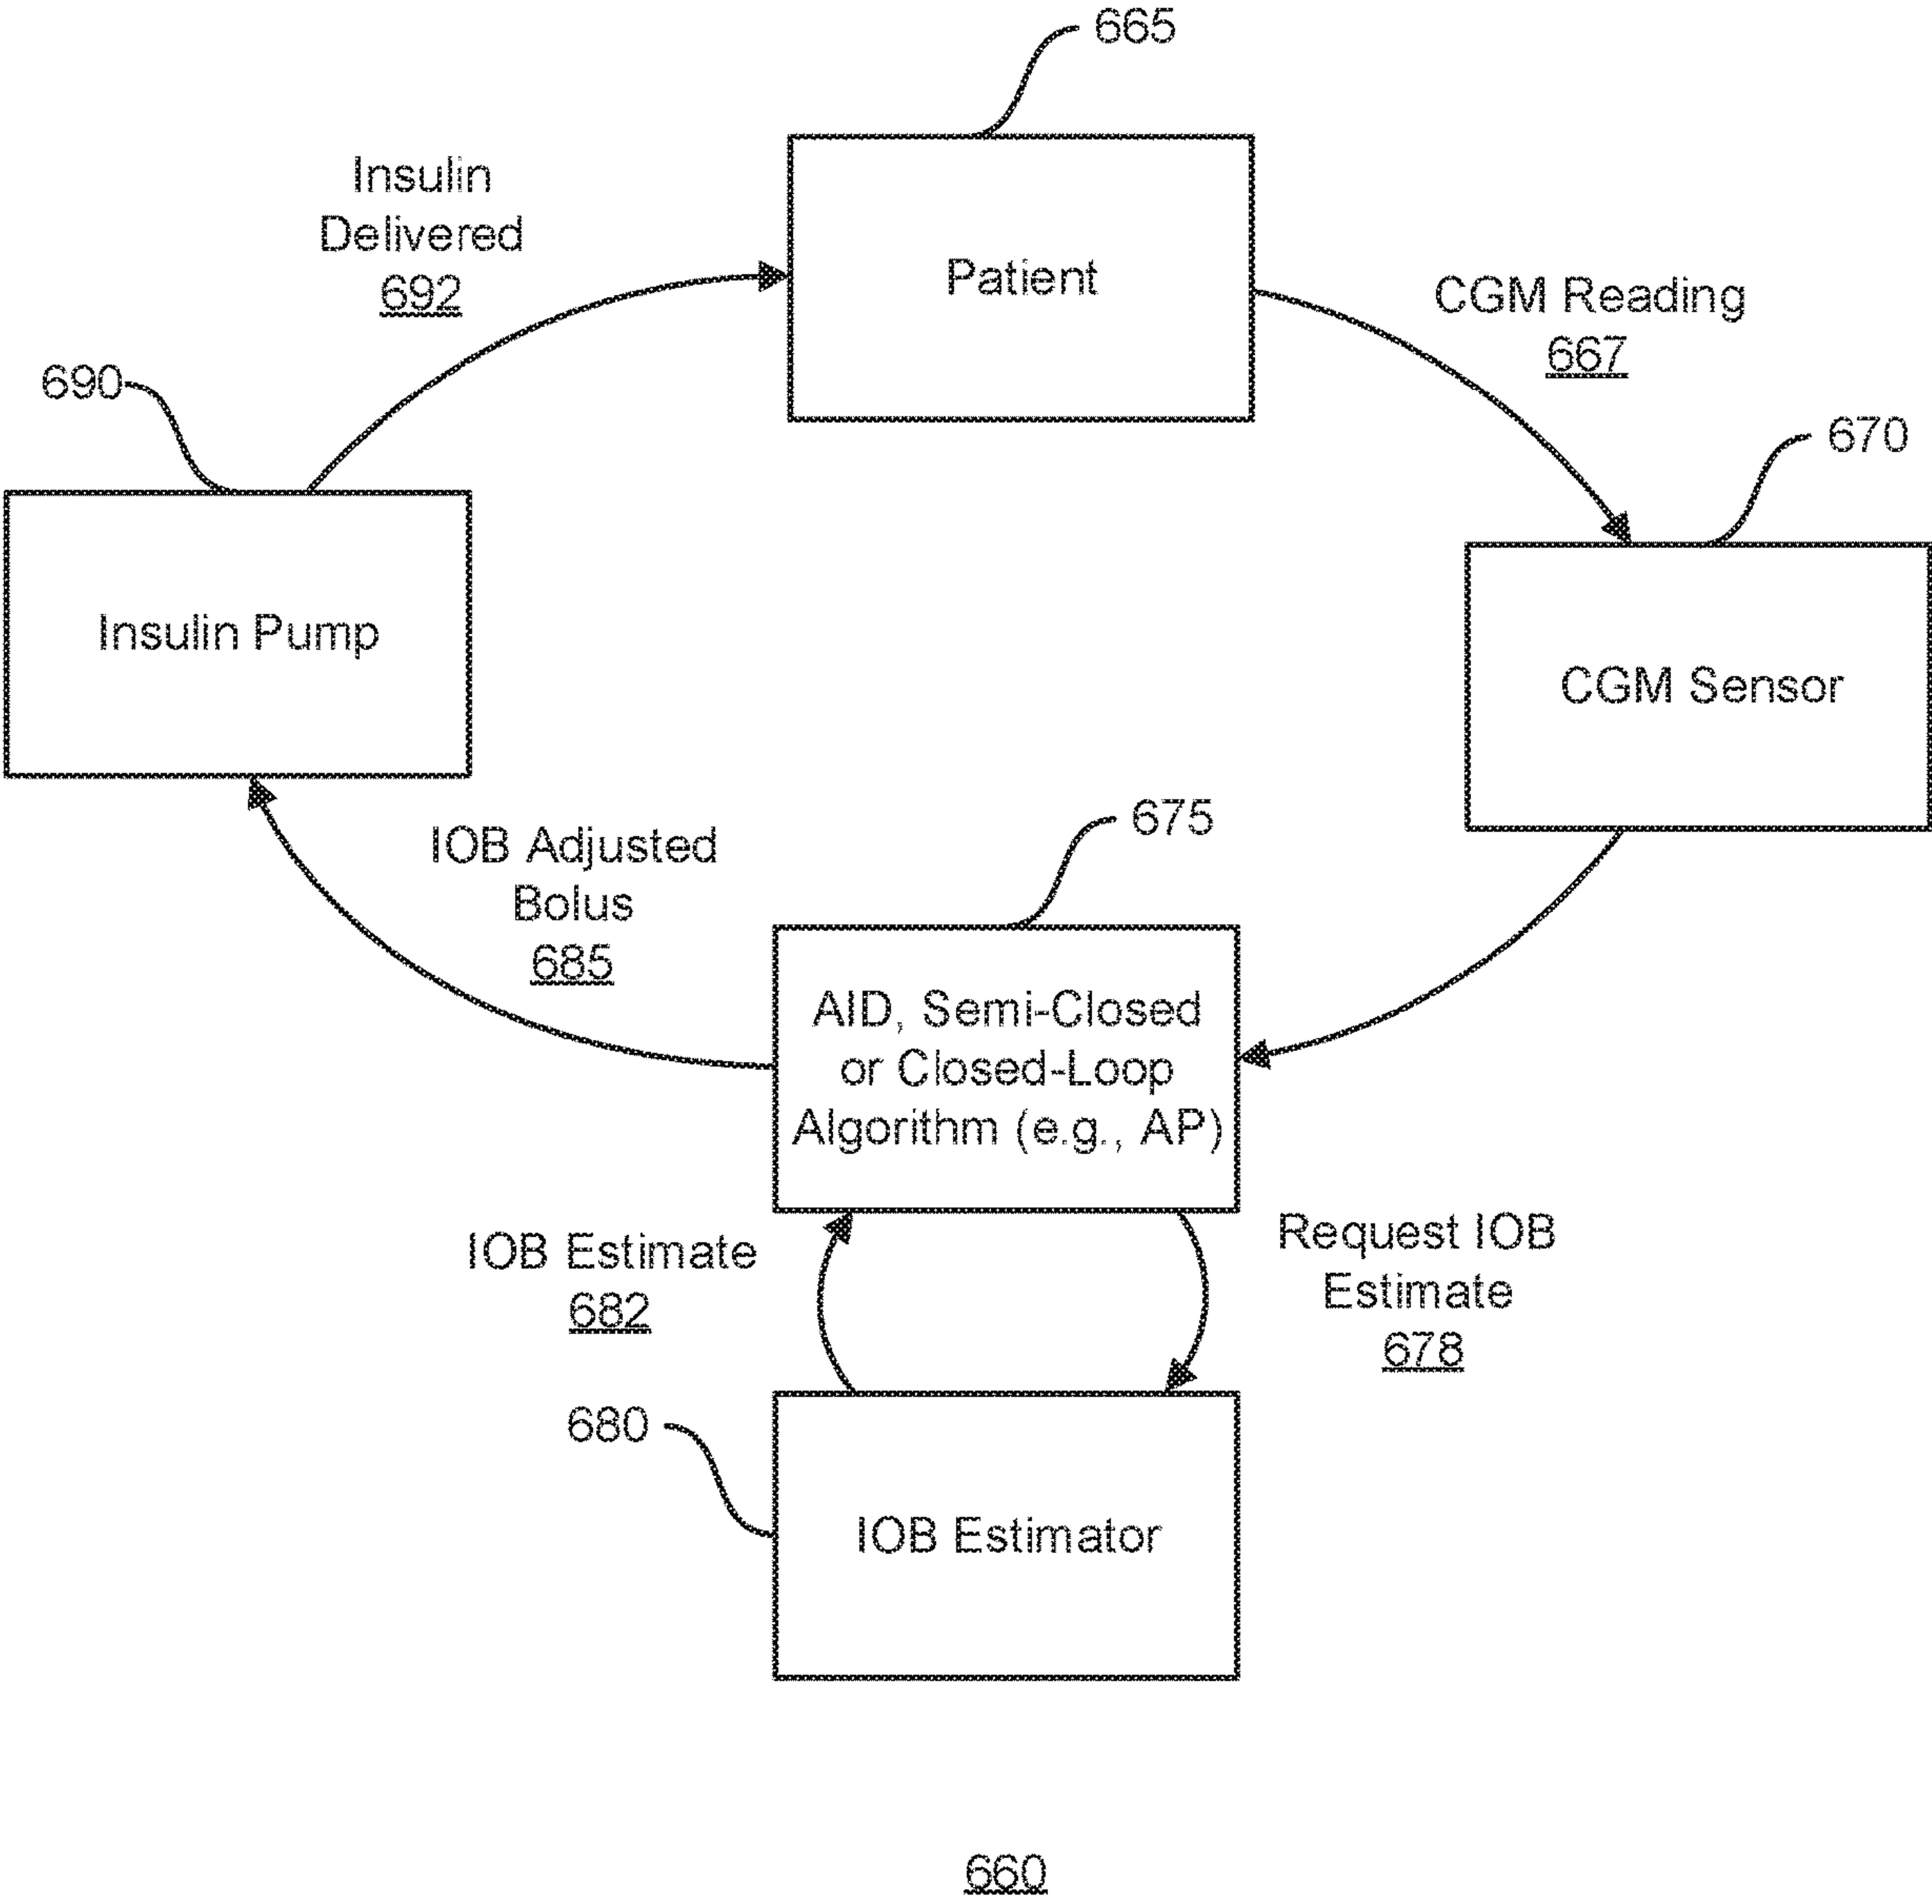 665
Insulin
Delivered
692
Patient
CGM Reading
667
690
670
Insulin Pump
CGM Sensor
675
IOB Adjusted
Bolus
685
AID, Semi-Closed
or Closed-Loop
Algorithm (e.g., AP)
IOB Estimate
682
Request IOB
Estimate
678
680
IOB Estimator
660